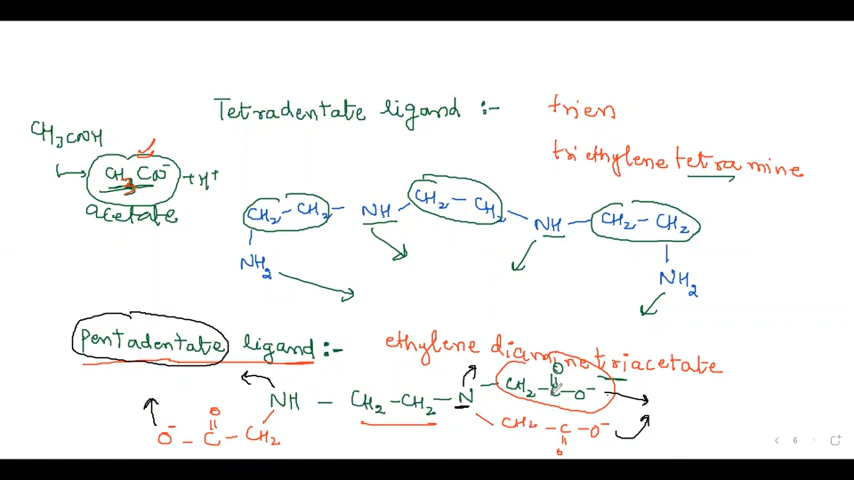 Tetradentate ligand :- trien
CH3COOH
triethylene tetramine
CH3COO⁻ + H⁺
acetate
CH2-CH2 - NH - CH2-CH2 - NH - CH2-CH2
NH2 NH2
pentadentate ligand :- ethylene diamine triacetate
O
NH - CH2-CH2 - N - CH2-C-O⁻
O
O⁻ - C - CH2 CH2 - C - O⁻
O
6